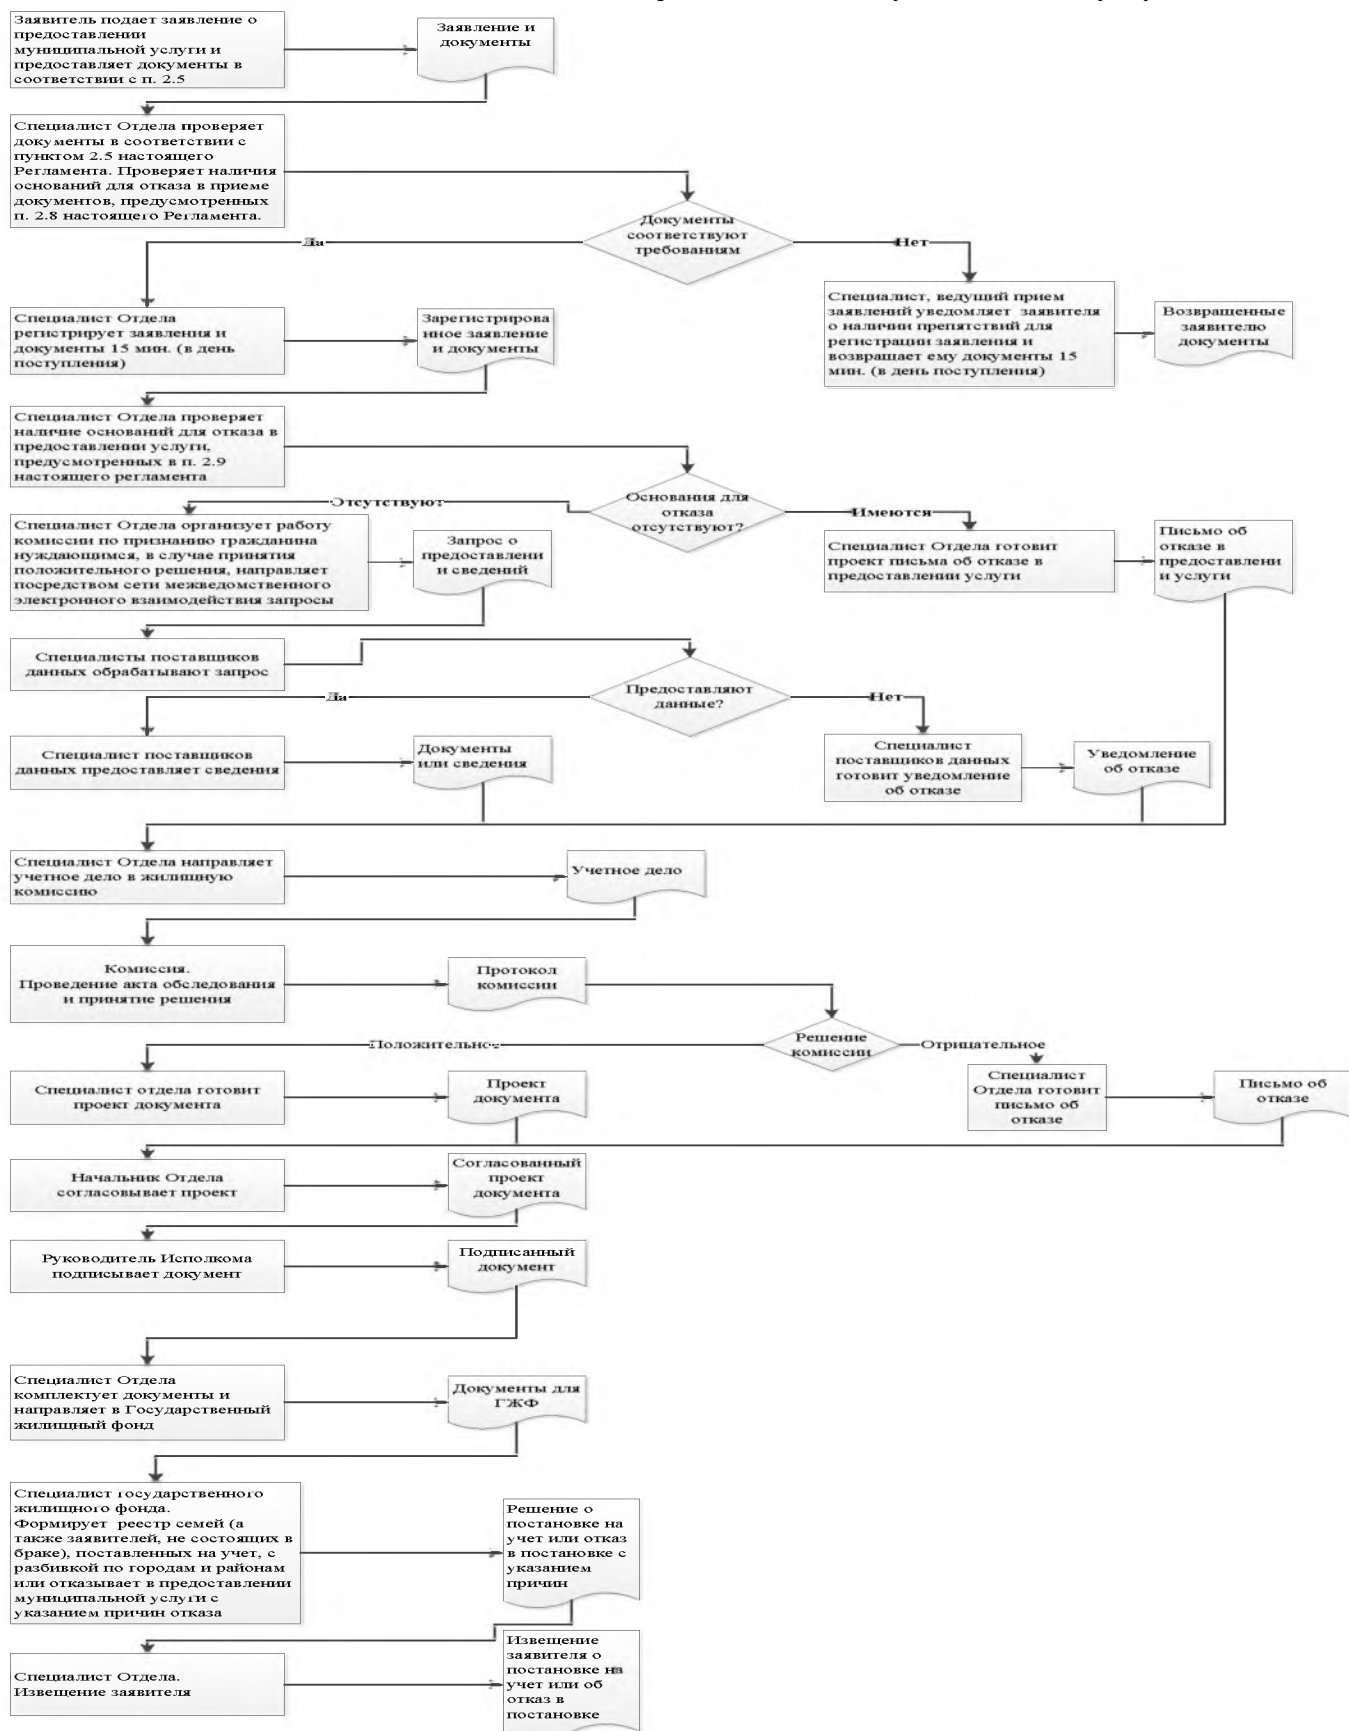 Заявитель подает заявление о
предоставлении
муниципальной услуги и
предоставляет документы в
соответствии с п. 2.5
Заявление и
документы
Специалист Отдела проверяет
документы в соответствии с
пунктом 2.5 настоящего
Регламента. Проверяет наличия
оснований для отказа в приеме
документов, предусмотренных
п. 2.8 настоящего Регламента.
Документы
соответствуют
требованиям
Да
Нет
Специалист Отдела
регистрирует заявления и
документы 15 мин. (в день
поступления)
Зарегистрирова
нное заявление
и документы
Специалист, ведущий прием
заявлений уведомляет заявителя
о наличии препятствий для
регистрации заявления и
возвращает ему документы 15
мин. (в день поступления)
Возвращенные
заявителю
документы
Специалист Отдела проверяет
наличие оснований для отказа в
предоставлении услуги,
предусмотренных в п. 2.9
настоящего регламента
Основания для
отказа
отсутствуют?
Отсутствуют
Имеются
Специалист Отдела организует работу
комиссии по признанию гражданина
нуждающимся, в случае принятия
положительного решения, направляет
посредством сети межведомственного
электронного взаимодействия запросы
Запрос о
предоставлени
и сведений
Специалист Отдела готовит
проект письма об отказе в
предоставлении услуги
Письмо об
отказе в
предоставлени
и услуги
Специалисты поставщиков
данных обрабатывают запрос
Предоставляют
данные?
Да
Нет
Специалист поставщиков
данных предоставляет сведения
Документы
или сведения
Специалист
поставщиков данных
готовит уведомление
об отказе
Уведомление
об отказе
Специалист Отдела направляет
учетное дело в жилищную
комиссию
Учетное дело
Комиссия.
Проведение акта обследования
и принятие решения
Протокол
комиссии
Решение
комиссии
Положительное
Отрицательное
Специалист отдела готовит
проект документа
Проект
документа
Специалист
Отдела готовит
письмо об
отказе
Письмо об
отказе
Начальник Отдела
согласовывает проект
Согласованный
проект
документа
Руководитель Исполкома
подписывает документ
Подписанный
документ
Специалист Отдела
комплектует документы и
направляет в Государственный
жилищный фонд
Документы для
ГЖФ
Специалист государственного
жилищного фонда.
Формирует реестр семей (а
также заявителей, не состоящих в
браке), поставленных на учет, с
разбивкой по городам и районам
или отказывает в предоставлении
муниципальной услуги с
указанием причин отказа
Решение о
постановке на
учет или отказ
в постановке с
указанием
причин
Специалист Отдела.
Извещение заявителя
Извещение
заявителя о
постановке на
учет или об
отказ в
постановке